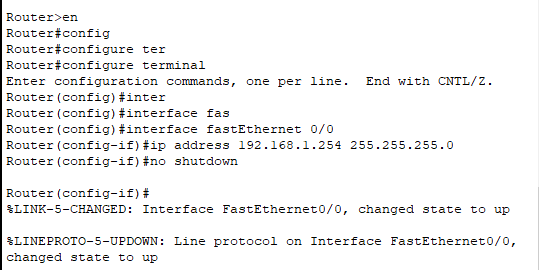 Router>en
Router#config
Router#configure ter
Router#configure terminal
Enter configuration commands, one per line.  End with CNTL/Z.
Router(config)#inter
Router(config)#interface fas
Router(config)#interface fastEthernet 0/0
Router(config-if)#ip address 192.168.1.254 255.255.255.0
Router(config-if)#no shutdown
Router(config-if)#
%LINK-5-CHANGED: Interface FastEthernet0/0, changed state to up
%LINEPROTO-5-UPDOWN: Line protocol on Interface FastEthernet0/0,
changed state to up